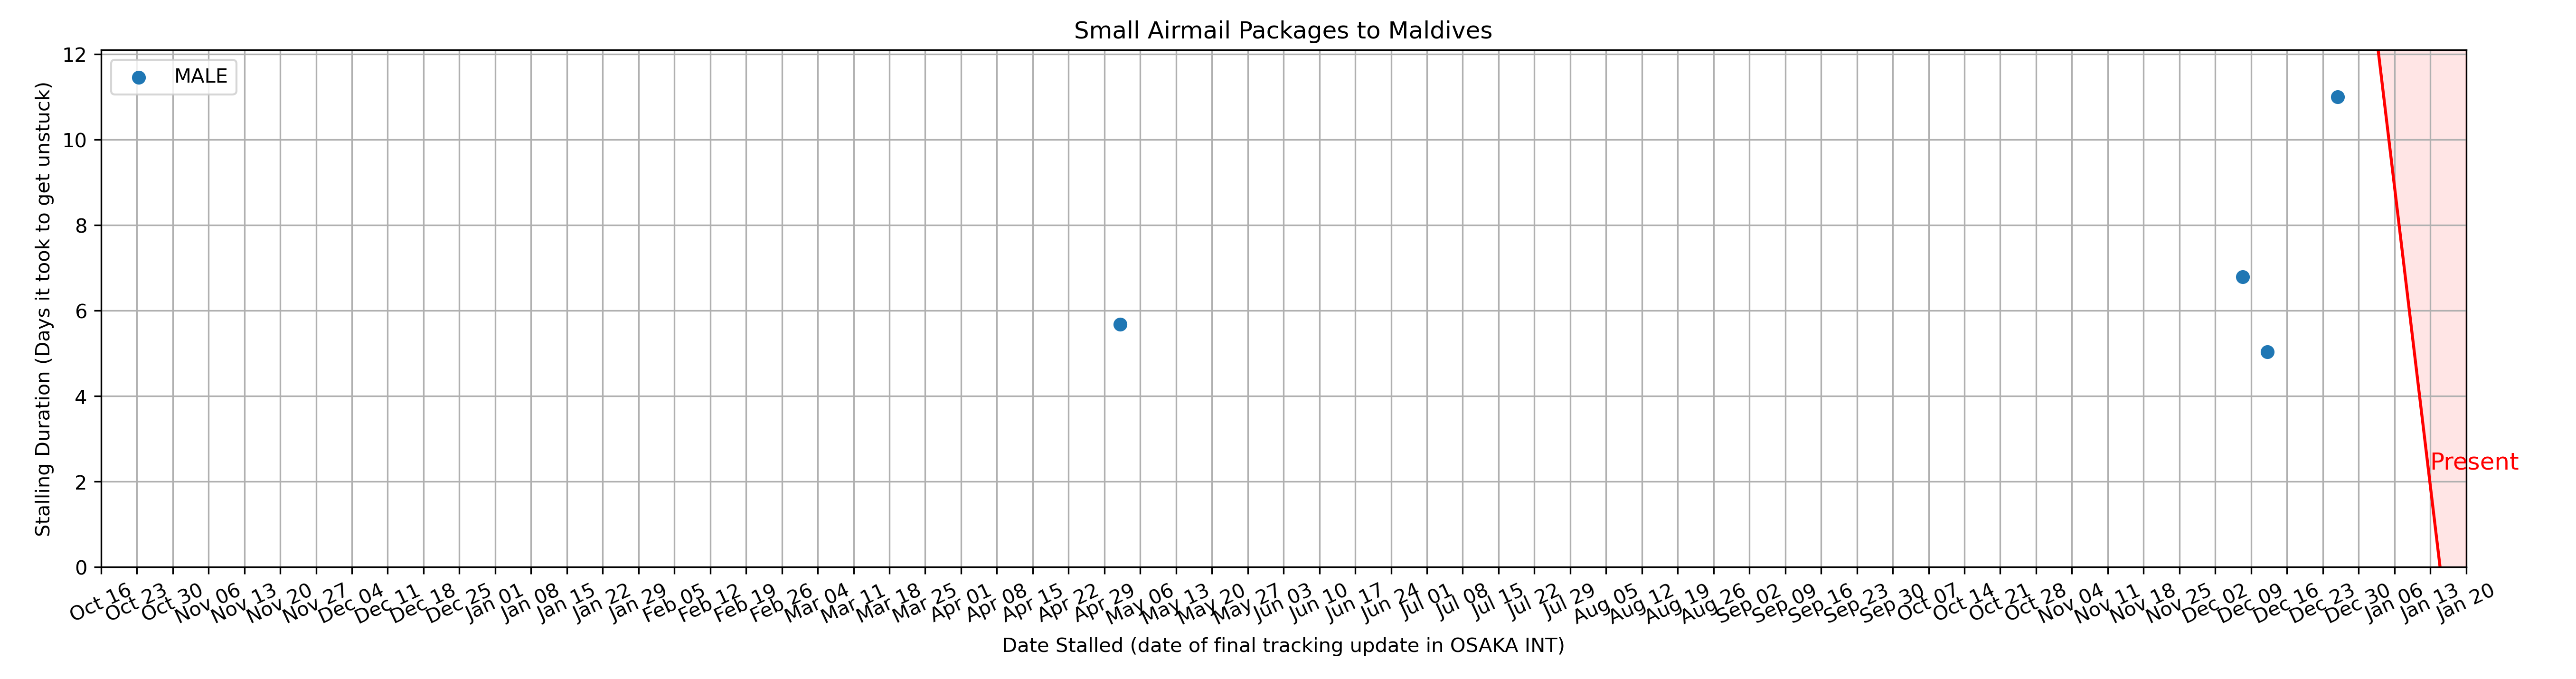 Small Airmail Packages to Maldives
MALE
12
10
8
6
4
2
0
Stalling Duration (Days it took to get unstuck)
Present
Oct 16
Oct 23
Oct 30
Nov 06
Nov 13
Nov 20
Nov 27
Dec 04
Dec 11
Dec 18
Dec 25
Jan 01
Jan 08
Jan 15
Jan 22
Jan 29
Feb 05
Feb 12
Feb 19
Feb 26
Mar 04
Mar 11
Mar 18
Mar 25
Apr 01
Apr 08
Apr 15
Apr 22
Apr 29
May 06
May 13
May 20
May 27
Jun 03
Jun 10
Jun 17
Jun 24
Jul 01
Jul 08
Jul 15
Jul 22
Jul 29
Aug 05
Aug 12
Aug 19
Aug 26
Sep 02
Sep 09
Sep 16
Sep 23
Sep 30
Oct 07
Oct 14
Oct 21
Oct 28
Nov 04
Nov 11
Nov 18
Nov 25
Dec 02
Dec 09
Dec 16
Dec 23
Dec 30
Jan 06
Jan 13
Jan 20
Date Stalled (date of final tracking update in OSAKA INT)